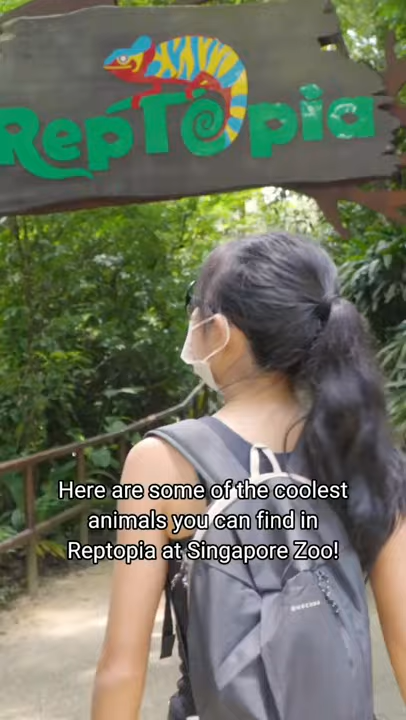 RepTopia
Here are some of the coolest
animals you can find in
Reptopia at Singapore Zoo!